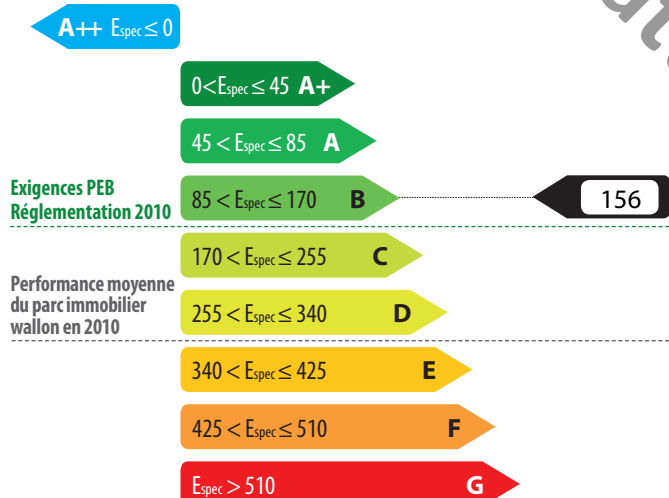 A++ Espec ≤ 0
0<Espec ≤ 45 A+
45 < Espec ≤ 85 A
Exigences PEB
Réglementation 2010
85 < Espec ≤ 170 B
156
170 < Espec ≤ 255 C
Performance moyenne
du parc immobilier
wallon en 2010
255 < Espec ≤ 340 D
340 < Espec ≤ 425 E
425 < Espec ≤ 510 F
Espec > 510 G